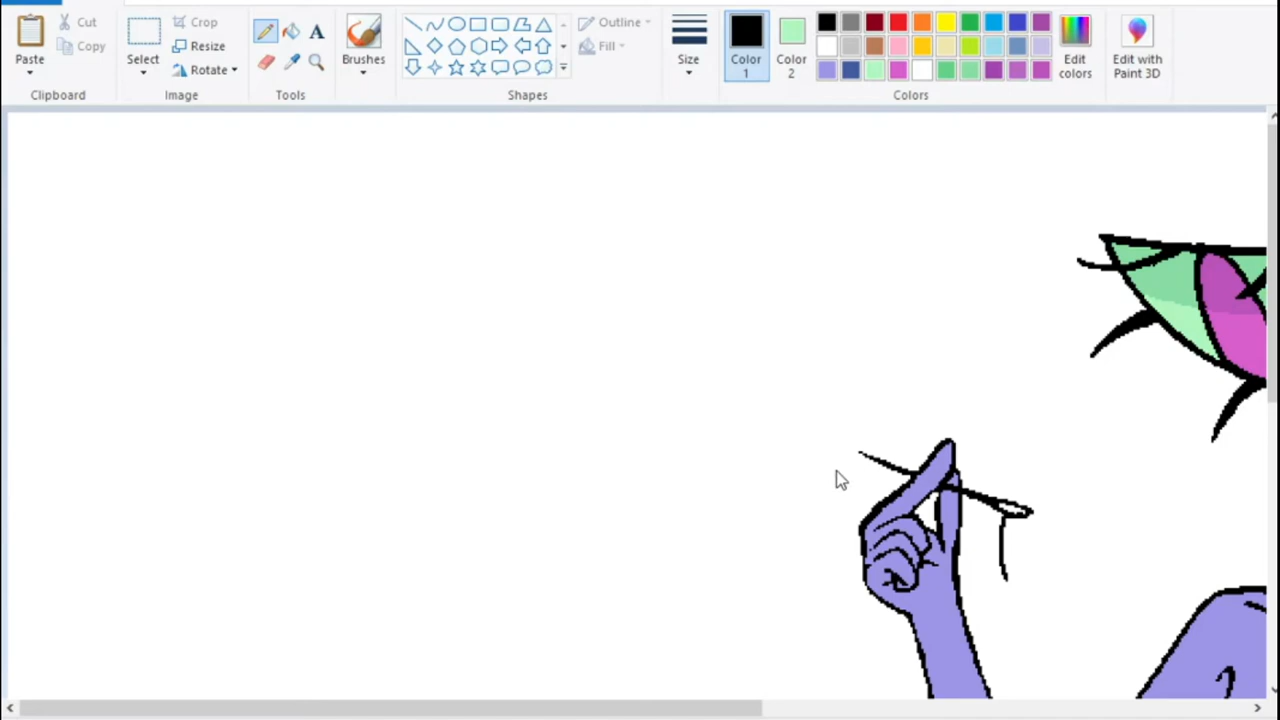 Paste
Cut
Copy
Clipboard
Select
Crop
Resize
Rotate
Image
A
Tools
Brushes
Shapes
Outline
Fill
Size
Color
1
Color
2
Colors
Edit
colors
Edit with
Paint 3D